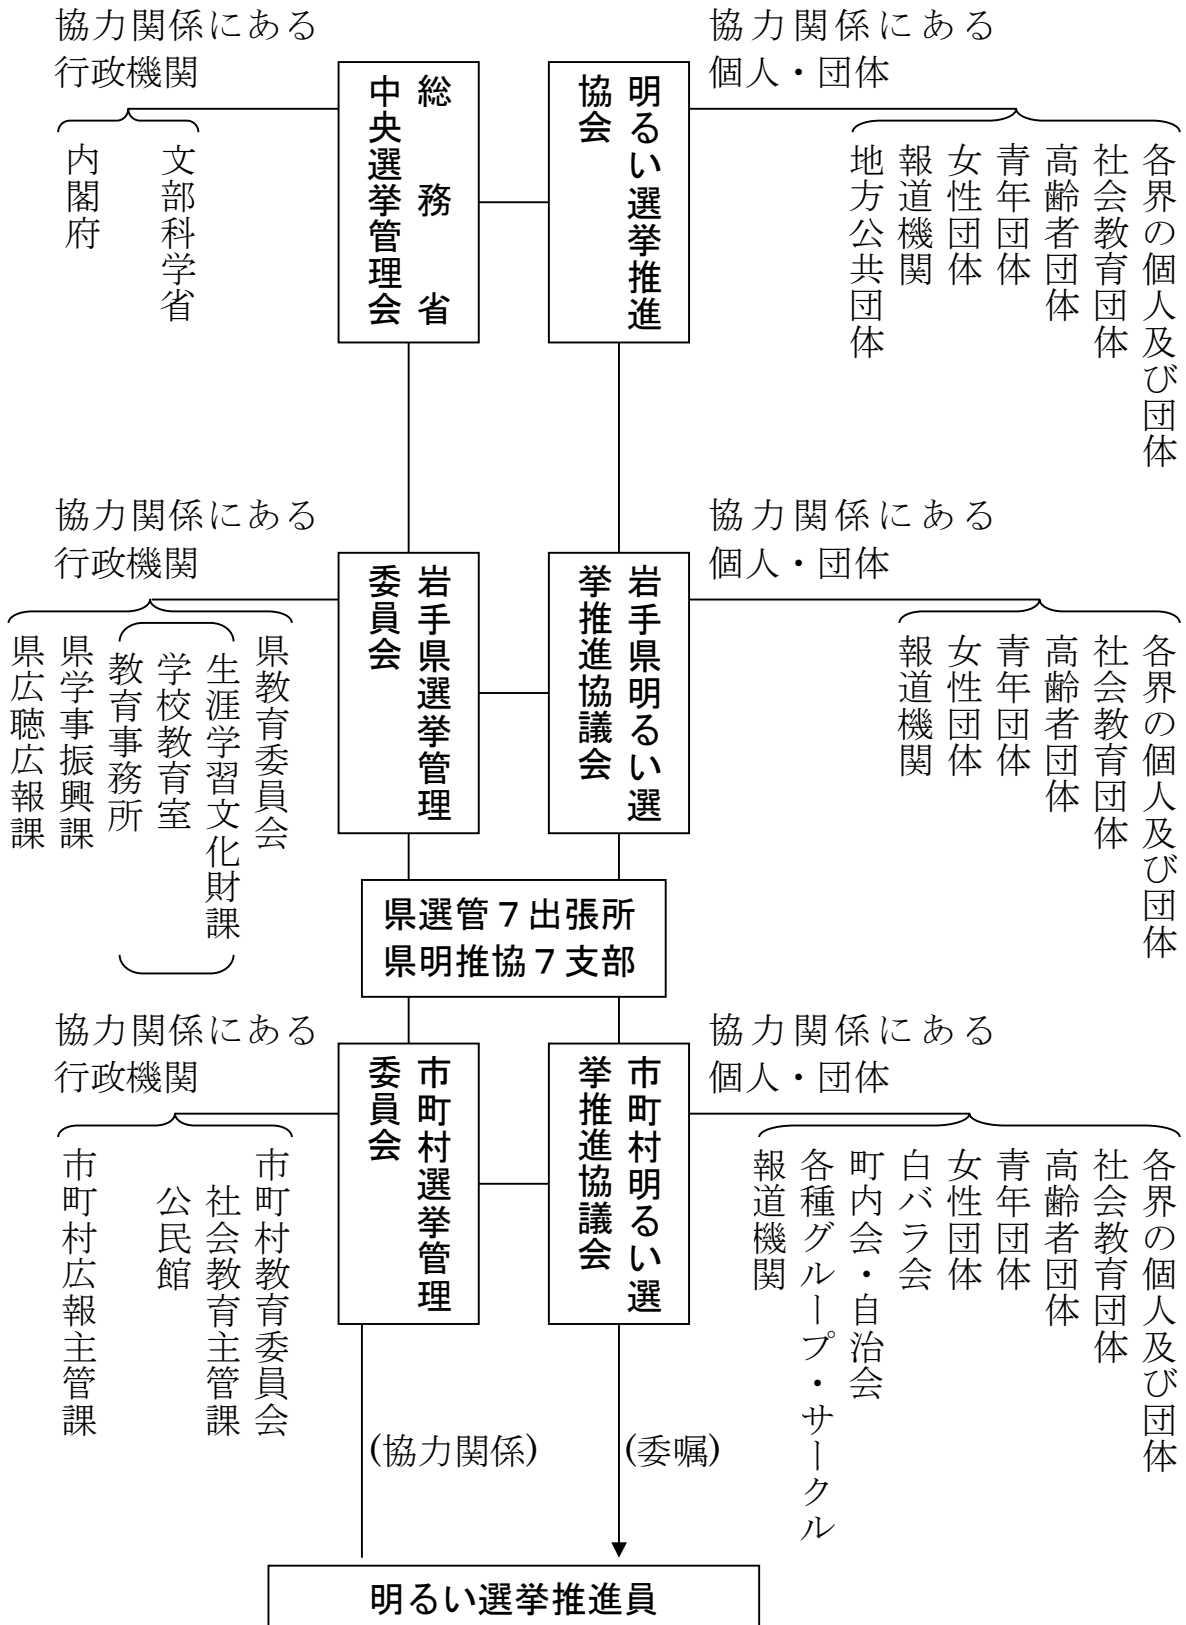 協力関係にある
行政機関
内閣府
文部科学省
総務省
中央選挙管理会
明るい選挙推進
協会
協力関係にある
個人・団体
各界の個人及び団体
社会教育団体
高齢者団体
青年団体
女性団体
報道機関
地方公共団体
協力関係にある
行政機関
県教育委員会
生涯学習文化財課
学校教育室
教育事務所
県学事振興課
県広聴広報課
岩手県選挙管理
委員会
岩手県明るい選
挙推進協議会
協力関係にある
個人・団体
各界の個人及び団体
社会教育団体
高齢者団体
青年団体
女性団体
報道機関
県選管7出張所
県明推協7支部
協力関係にある
行政機関
市町村教育委員会
社会教育主管課
公民館
市町村広報主管課
市町村選挙管理
委員会
市町村明るい選
挙推進協議会
協力関係にある
個人・団体
各界の個人及び団体
社会教育団体
高齢者団体
青年団体
女性団体
白バラ会
町内会・自治会
各種グループ・サークル
報道機関
(協力関係)
(委嘱)
明るい選挙推進員